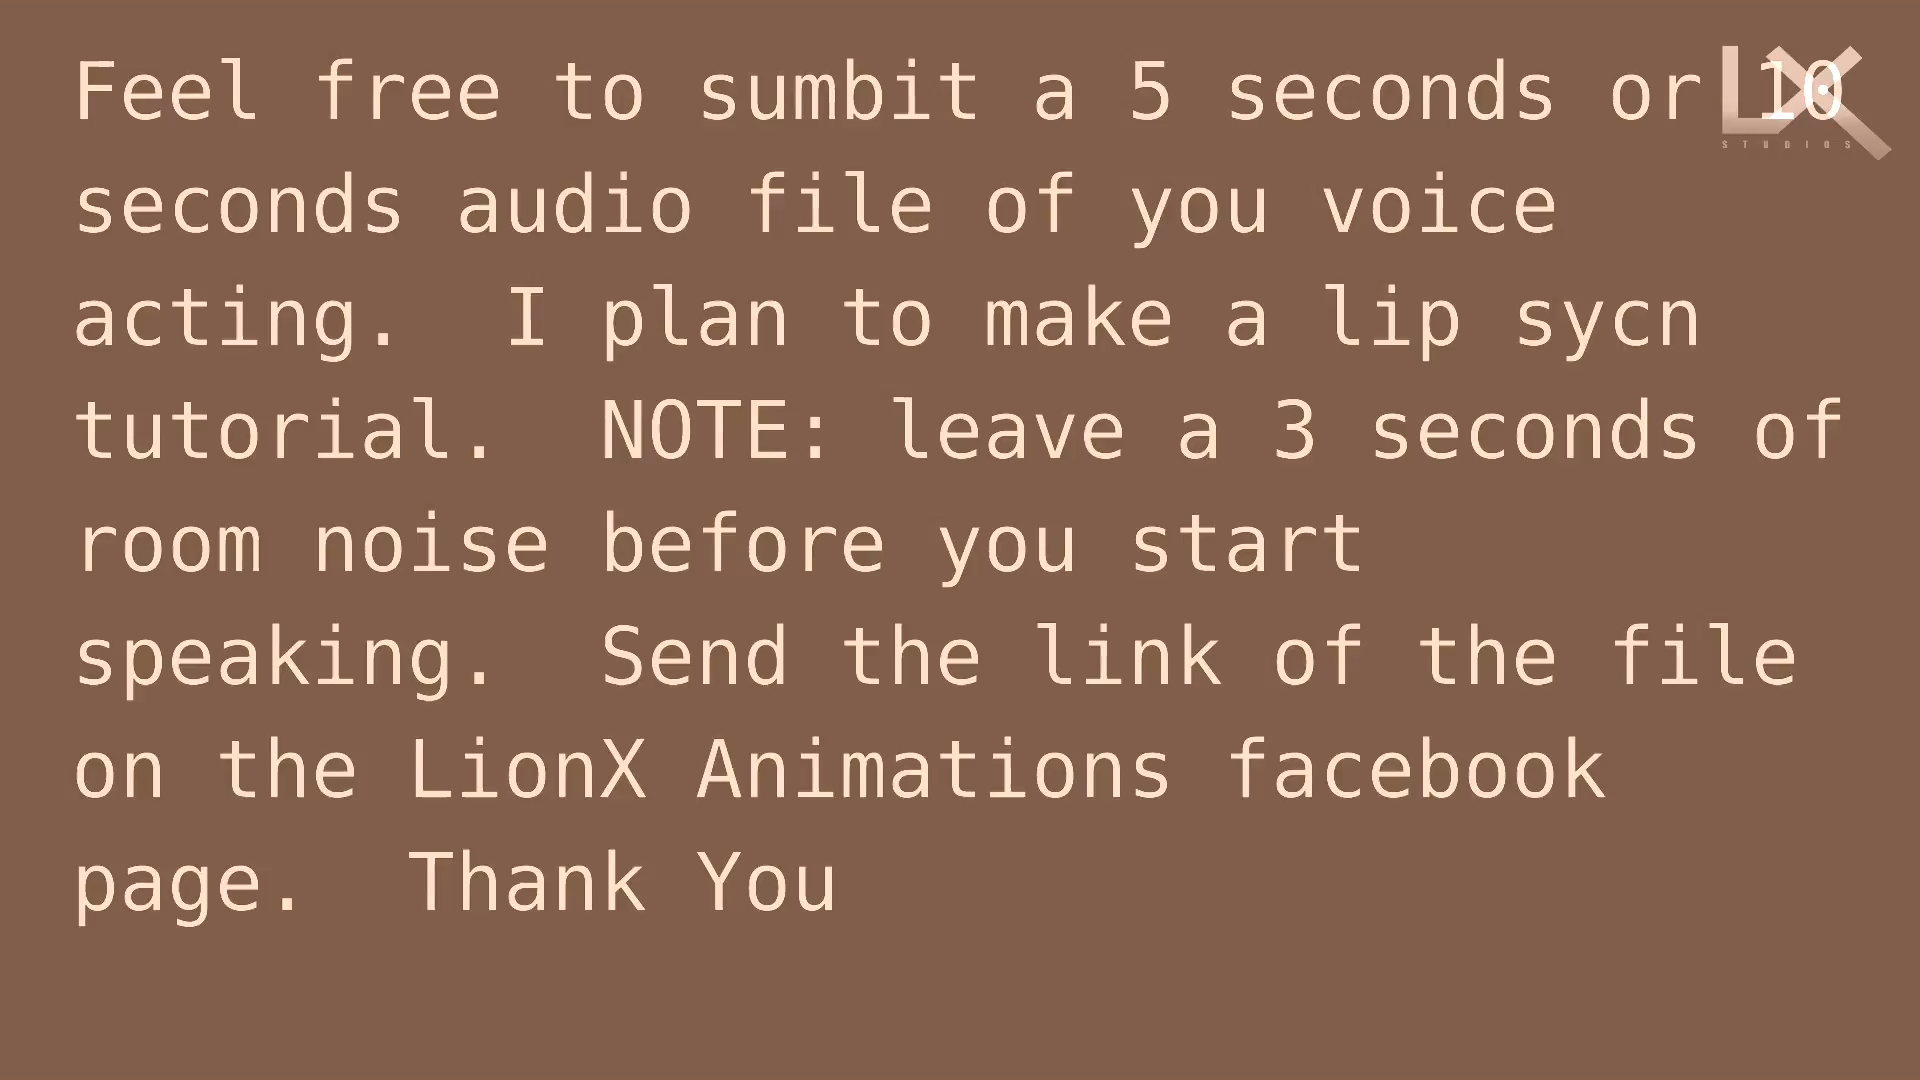 Feel free to sumbit a 5 seconds or 10
seconds audio file of you voice
acting.  I plan to make a lip sycn
tutorial.  NOTE: leave a 3 seconds of
room noise before you start
speaking.  Send the link of the file
on the LionX Animations facebook
page.  Thank You
LX
STUDIOS